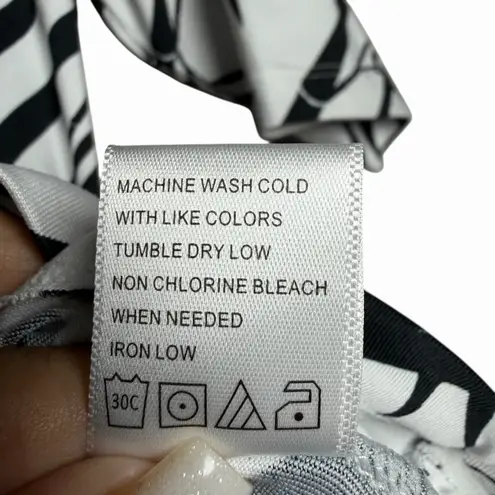 MACHINE WASH COLD
WITH LIKE COLORS
TUMBLE DRY LOW
NON CHLORINE BLEACH
WHEN NEEDED
IRON LOW
30C